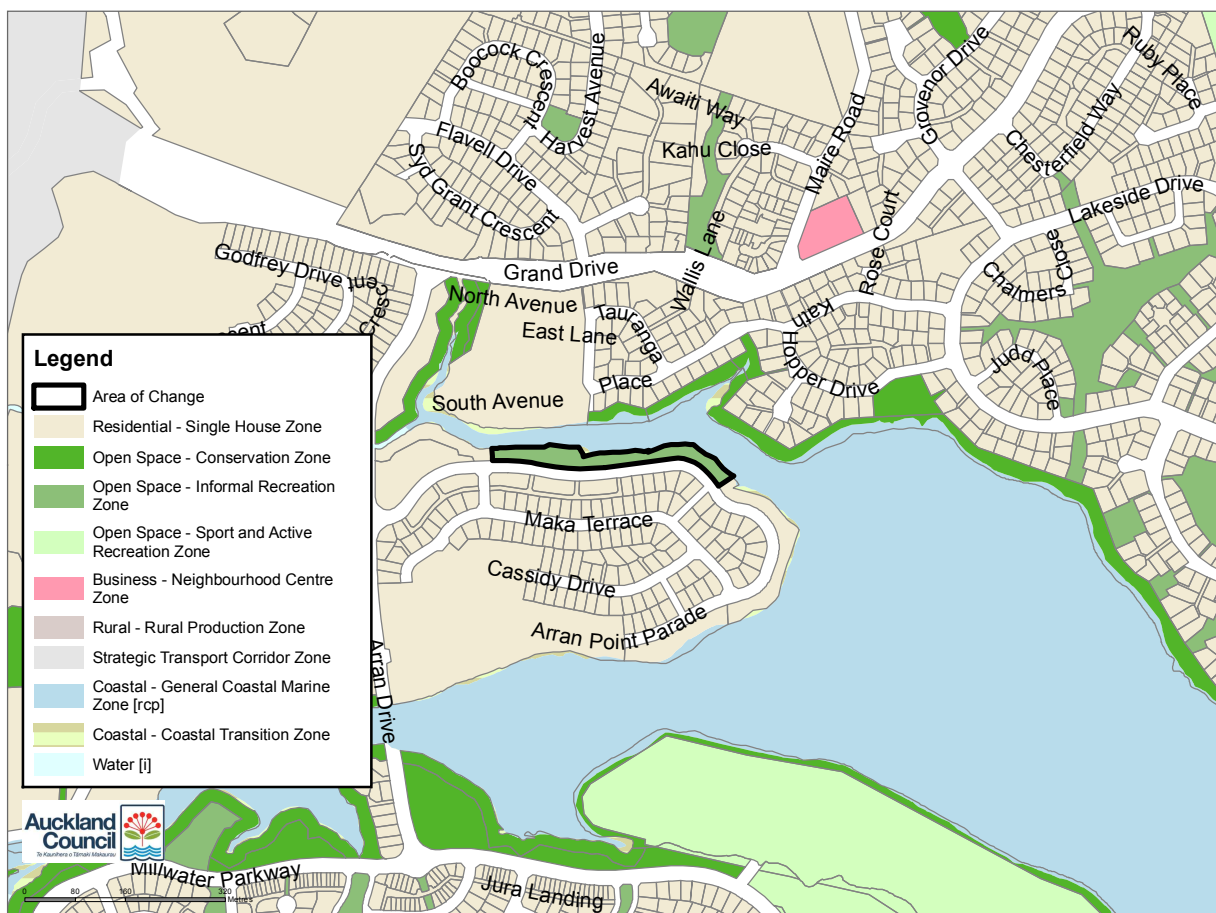 Ruby Place
Boocock Crescent
Harvest Avenue
Grovenor Drive
Awaiti Way
Chesterfield Way
Flavell Drive
Kahu Close
Maire Road
Syd Grant Crescent
Lakeside Drive
Rose Court
Godfrey Drive
Grand Drive
Wallis Lane
Close
Chalmers
Crescent
North Avenue
Tauranga
Kath
East Lane
Hopper Drive
Judd Place
Place
South Avenue
Maka Terrace
Cassidy Drive
Arran Point Parade
Arran Drive
Legend
Area of Change
Residential - Single House Zone
Open Space - Conservation Zone
Open Space - Informal Recreation
Zone
Open Space - Sport and Active
Recreation Zone
Business - Neighbourhood Centre
Zone
Rural - Rural Production Zone
Strategic Transport Corridor Zone
Coastal - General Coastal Marine
Zone [rcp]
Coastal - Coastal Transition Zone
Water [i]
Auckland
Council
Te Kaunihera o Tāmaki Makaurau
Millwater Parkway
Jura Landing
0 80 160 320
Metres